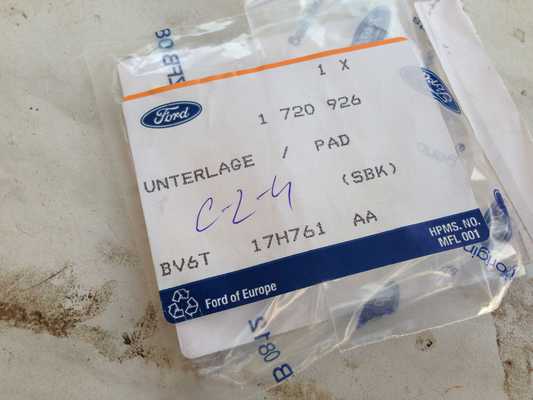 1 X
Ford
1 720 926
UNTERLAGE / PAD
(SBK)
C-2-4
BV6T 17H761 AA
HPMS. NO.
MFL 001
Ford of Europe